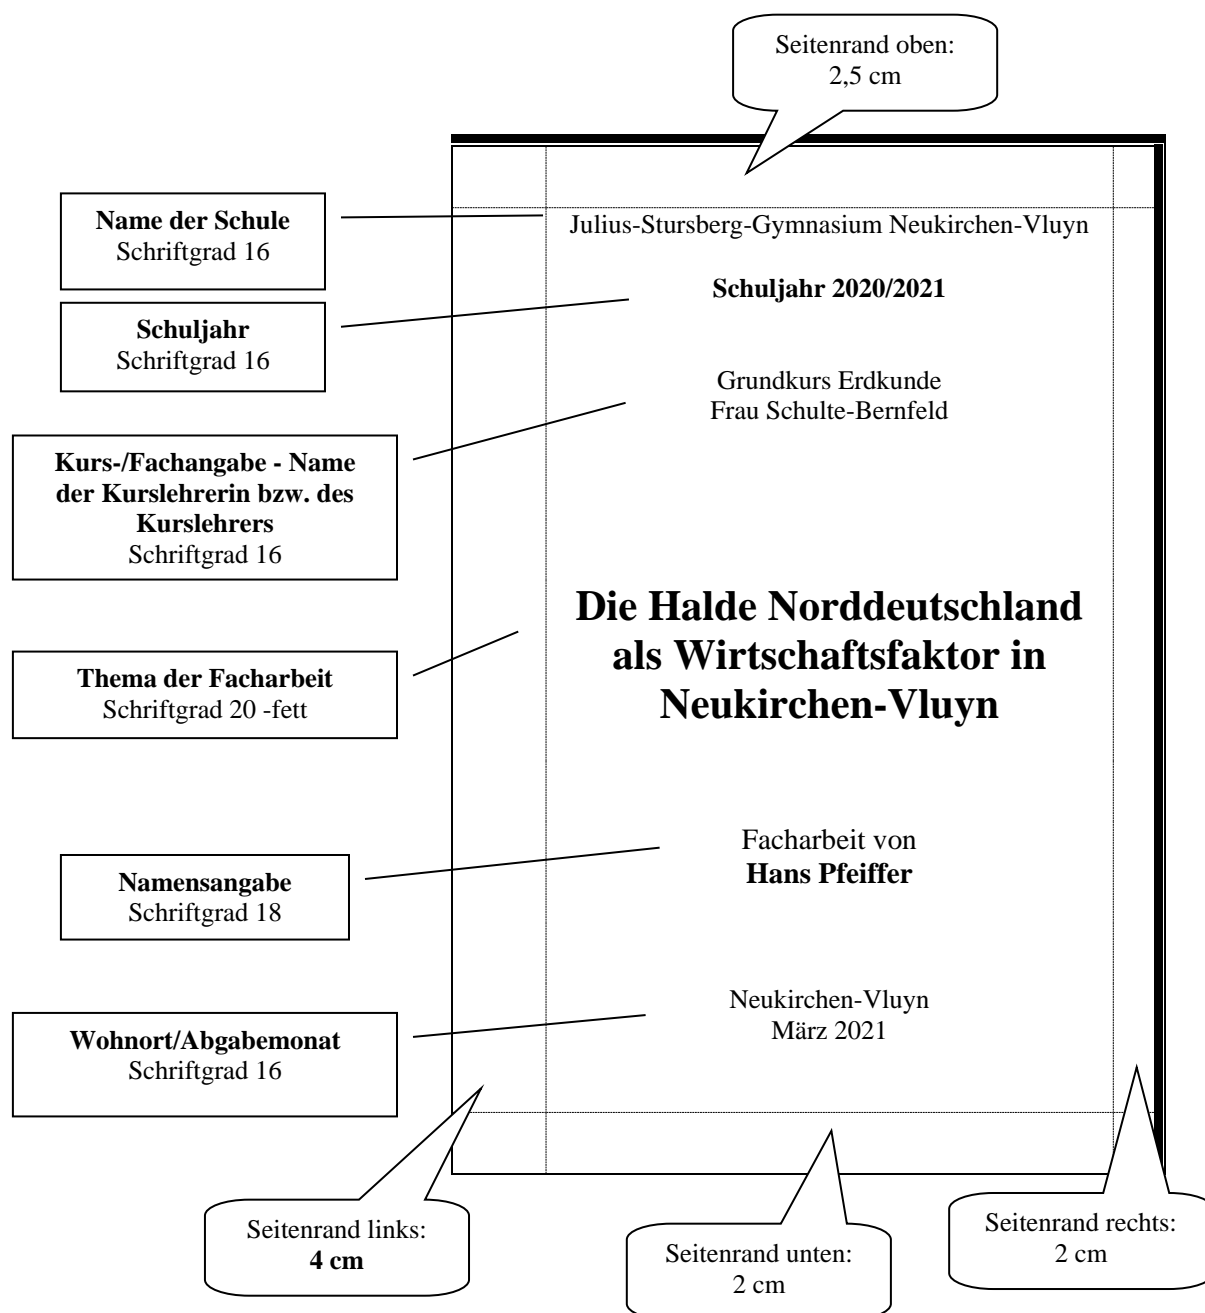 Seitenrand oben:
2,5 cm
Name der Schule
Schriftgrad 16
Julius-Stursberg-Gymnasium Neukirchen-Vluyn
Schuljahr
Schriftgrad 16
Schuljahr 2020/2021
Kurs-/Fachangabe - Name
der Kurslehrerin bzw. des
Kurslehrers
Schriftgrad 16
Grundkurs Erdkunde
Frau Schulte-Bernfeld
Thema der Facharbeit
Schriftgrad 20 -fett
Die Halde Norddeutschland
als Wirtschaftsfaktor in
Neukirchen-Vluyn
Namensangabe
Schriftgrad 18
Facharbeit von
Hans Pfeiffer
Wohnort/Abgabemonat
Schriftgrad 16
Neukirchen-Vluyn
März 2021
Seitenrand links:
4 cm
Seitenrand unten:
2 cm
Seitenrand rechts:
2 cm